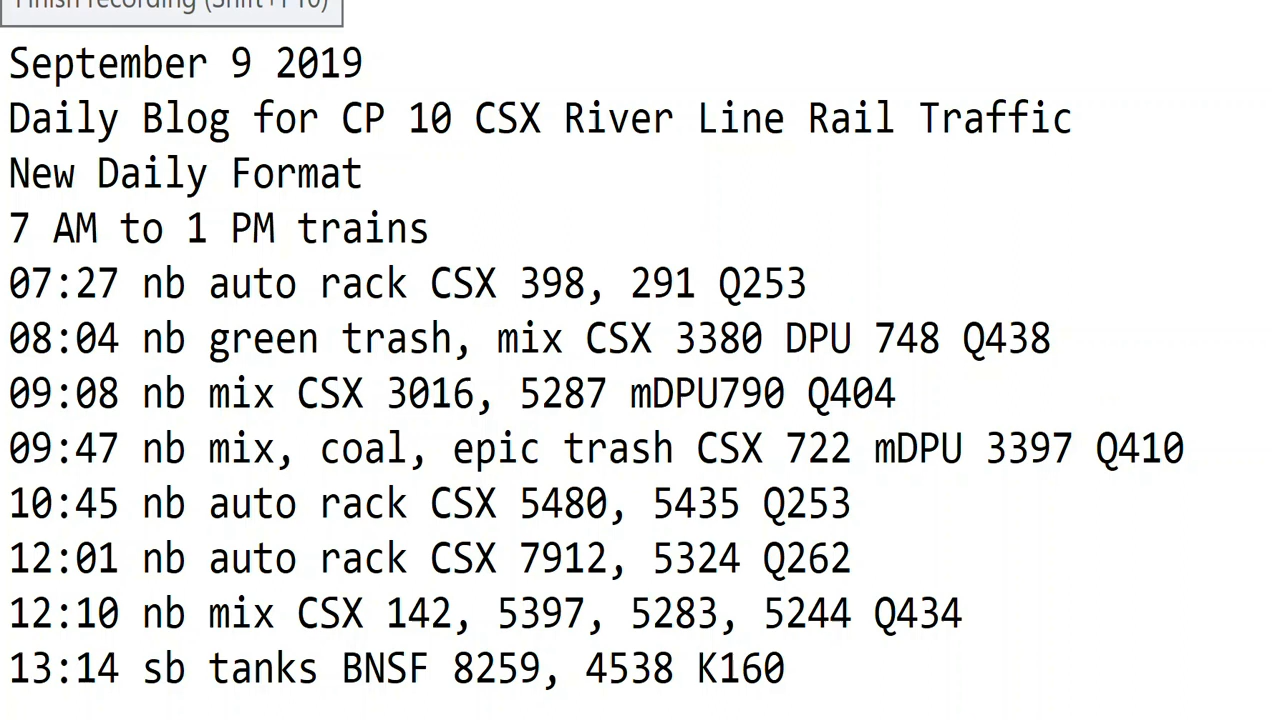 Finish recording (Shift+F10)
September 9 2019
Daily Blog for CP 10 CSX River Line Rail Traffic
New Daily Format
7 AM to 1 PM trains
07:27 nb auto rack CSX 398, 291 Q253
08:04 nb green trash, mix CSX 3380 DPU 748 Q438
09:08 nb mix CSX 3016, 5287 mDPU790 Q404
09:47 nb mix, coal, epic trash CSX 722 mDPU 3397 Q410
10:45 nb auto rack CSX 5480, 5435 Q253
12:01 nb auto rack CSX 7912, 5324 Q262
12:10 nb mix CSX 142, 5397, 5283, 5244 Q434
13:14 sb tanks BNSF 8259, 4538 K160